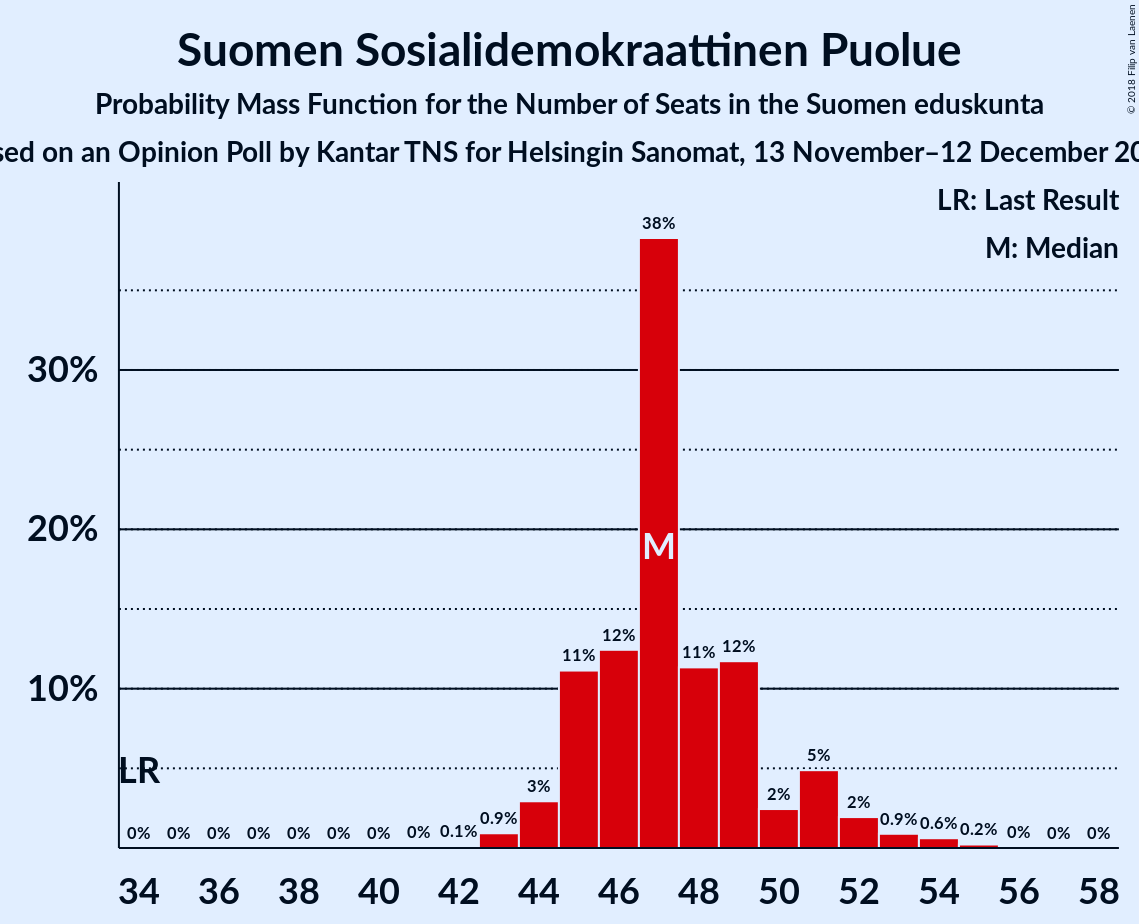 Suomen Sosialidemokraattinen Puolue
Probability Mass Function for the Number of Seats in the Suomen eduskunta
on an Opinion Poll by Kantar TNS for Helsingin Sanomat, 13 November–12 December
© 2018 Filip van Laenen
LR: Last Result
M: Median
38%
30%
20%
M
12% 12%
11% 11%
10%
LR
5%
3%
2% 2%
0.9% 0.9% 0.6% 0.2%
0% 0% 0% 0% 0% 0% 0% 0% 0.1% 0% 0% 0%
34 36 38 40 42 44 46 48 50 52 54 56 58